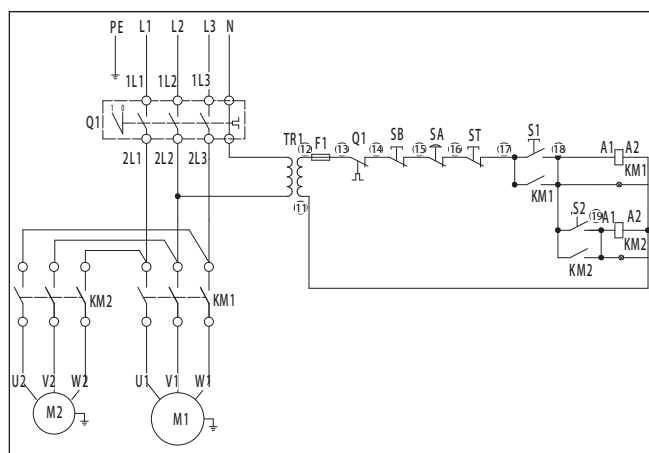 PE L1 L2 L3 N
1L1 1L2 1L3
1 0
Q1
2L1 2L2 2L3
TR1 12 F1 13 Q1 14 SB 15 SA 16 ST 17 S1 18 A1 A2
KM1 KM1
11
S2 19 A1 A2
KM2 KM2
KM2 KM1
U2 V2 W2 U1 V1 W1
M2 M1